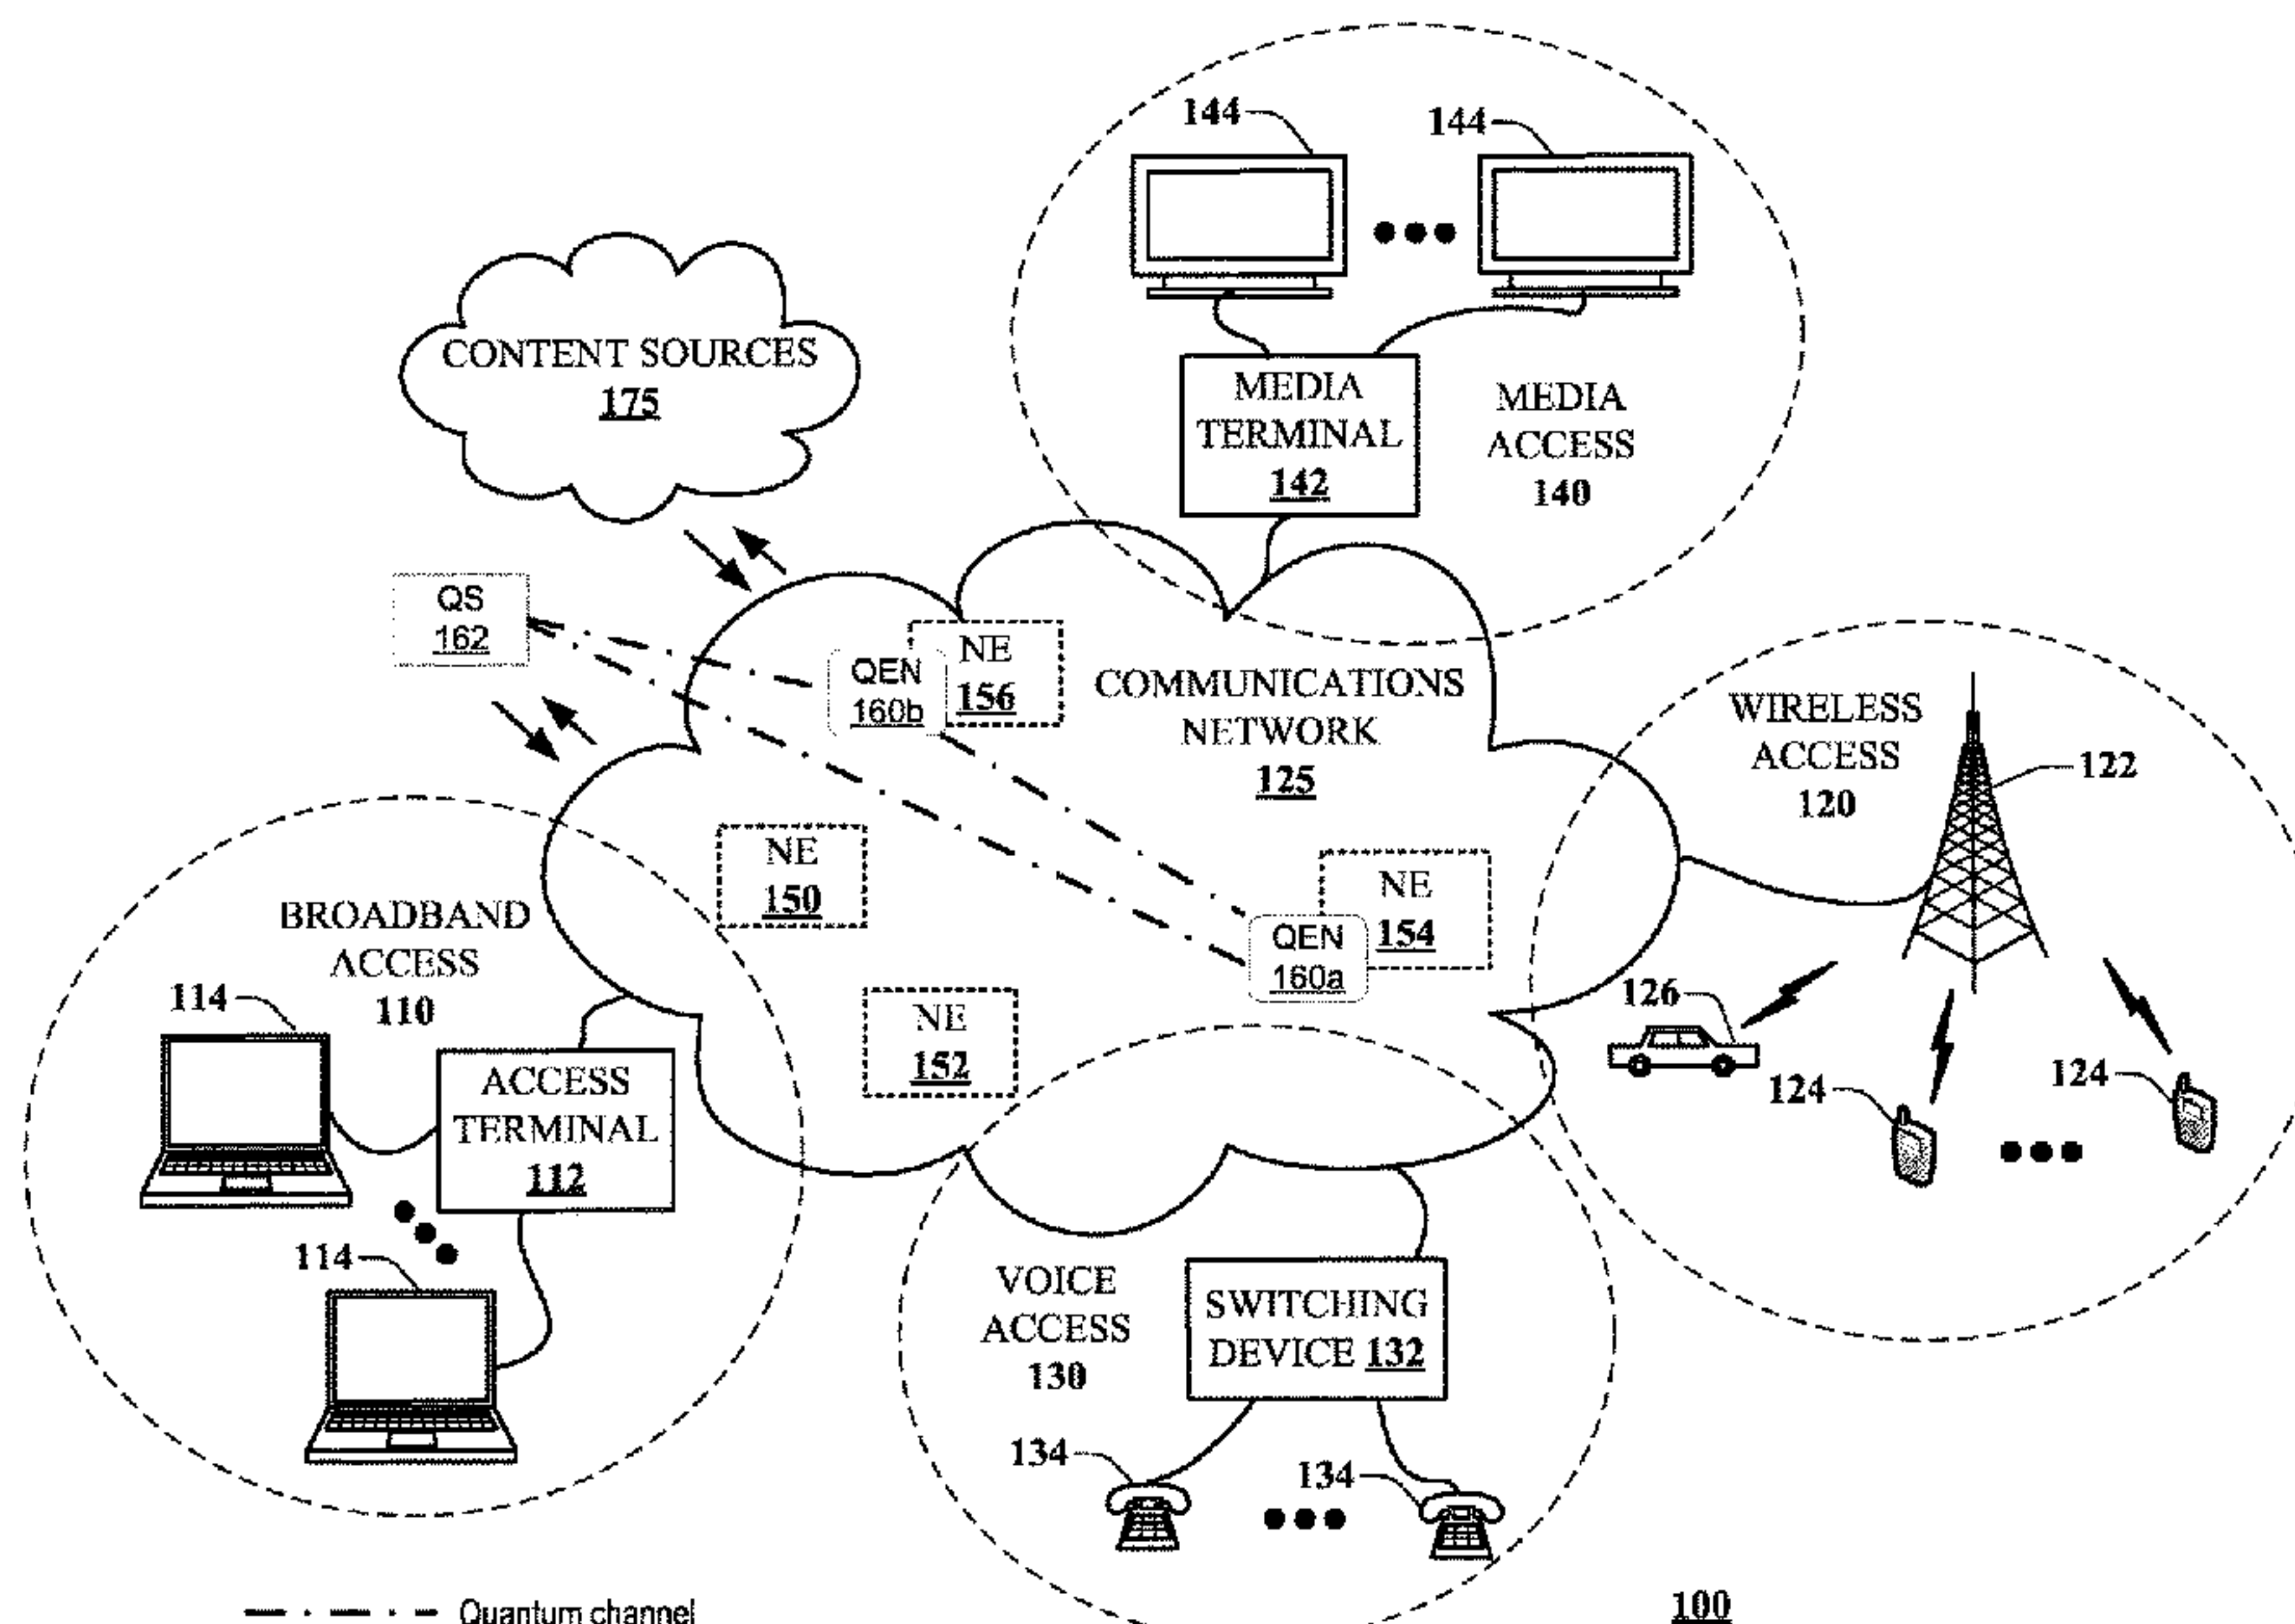 144
144
CONTENT SOURCES
175
MEDIA
TERMINAL
142
MEDIA
ACCESS
140
QS
162
NE
156
QEN
160b
COMMUNICATIONS
NETWORK
125
WIRELESS
ACCESS
120
122
NE
150
NE
154
QEN
160a
BROADBAND
ACCESS
110
114
NE
152
126
124
124
ACCESS
TERMINAL
112
114
VOICE
ACCESS
130
SWITCHING
DEVICE 132
134
134
Quantum channel
100